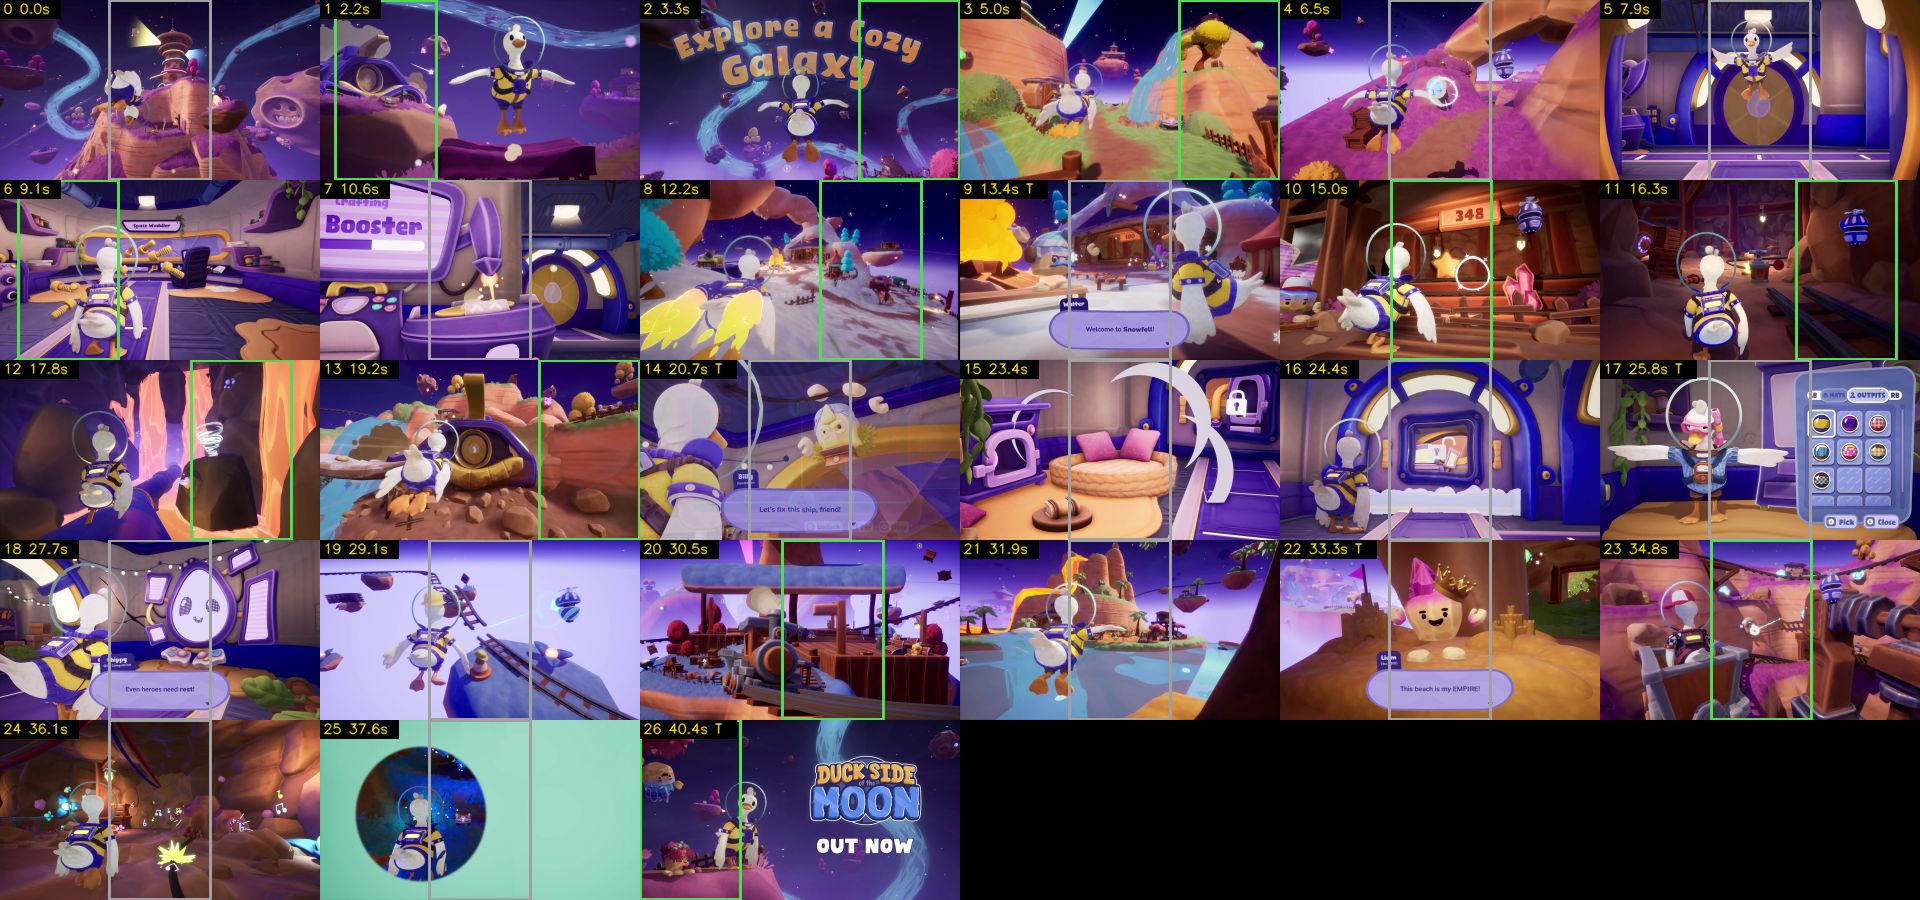 0 0.0s
1 2.2s
2 3.3s
3 5.0s
4 6.5s
5 7.9s
Explore a Cozy
Galaxy
6 9.1s
7 10.6s
8 12.2s
9 13.4s T
10 15.0s
11 16.3s
Space Waddler
Crafting
Booster
Welcome to Snowfell!
348
12 17.8s
13 19.2s
14 20.7s T
15 23.4s
16 24.4s
17 25.8s T
Billy
Let's fix this ship, friend!
HATS
OUTFITS
RB
Pick
Close
18 27.7s
19 29.1s
20 30.5s
21 31.9s
22 33.3s T
23 34.8s
Even heroes need rest!
Liam
This beach is my EMPIRE!
24 36.1s
25 37.6s
26 40.4s T
DUCK SIDE
of the
MOON
OUT NOW